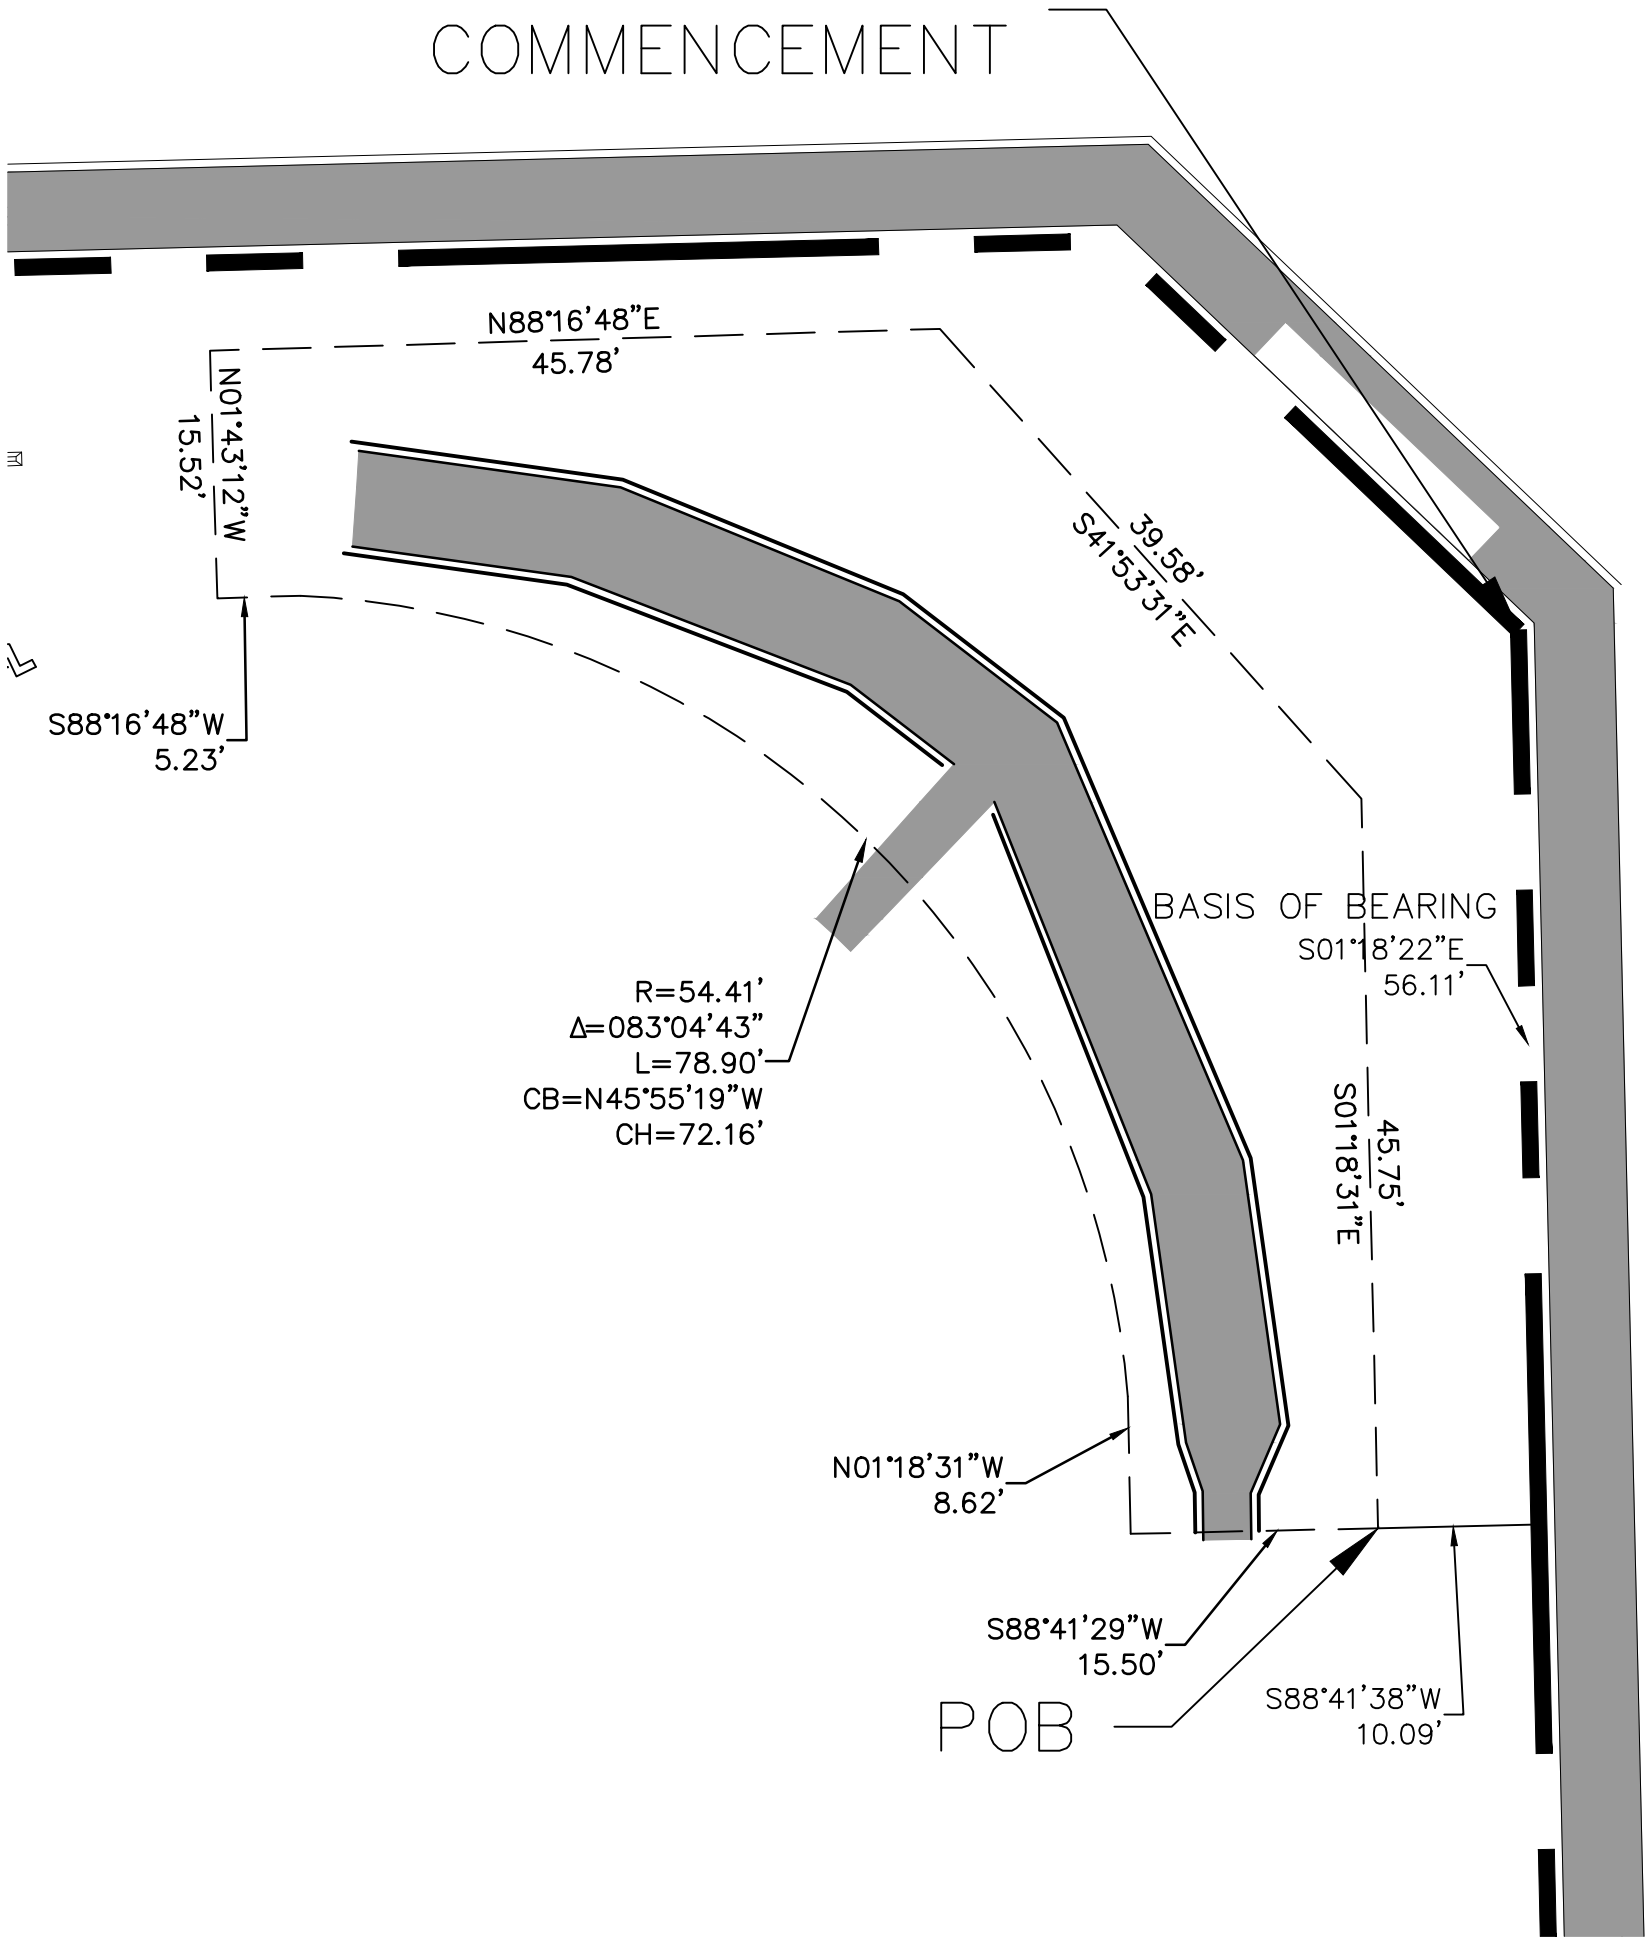 COMMENCEMENT
N88°16'48"E
45.78'
N01°43'12"W
15.52'
39.58'
S41°53'31"E
S88°16'48"W
5.23'
BASIS OF BEARING
S01°18'22"E
56.11'
R=54.41'
Δ=083°04'43"
L=78.90'
CB=N45°55'19"W
CH=72.16'
45.75'
S01°18'31"E
N01°18'31"W
8.62'
S88°41'29"W
15.50'
S88°41'38"W
10.09'
POB